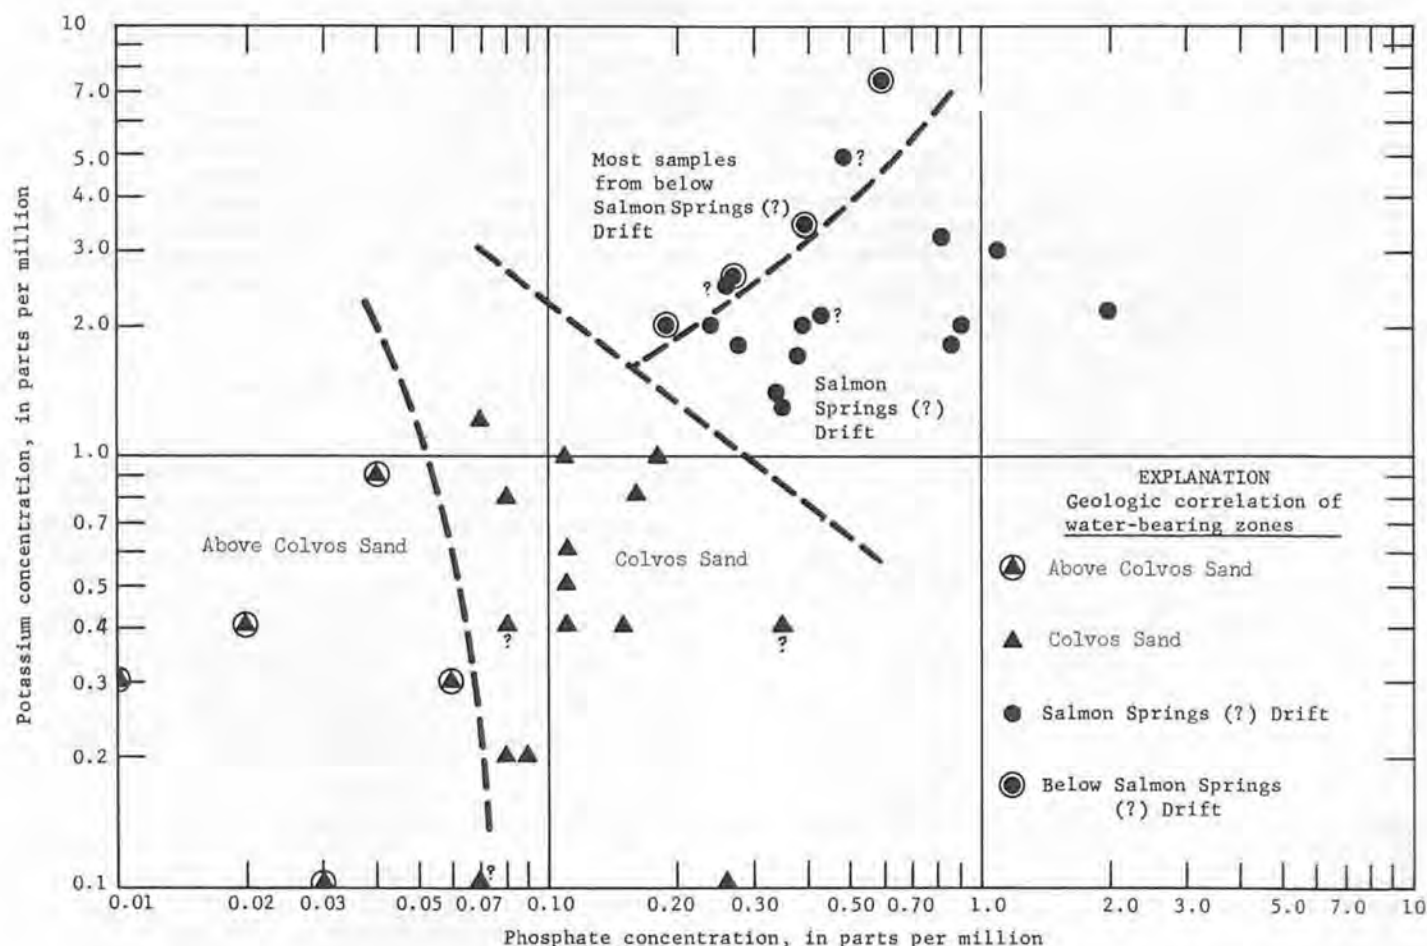 10
7.0
5.0
4.0
3.0
2.0
1.0
0.7
0.5
0.4
0.3
0.2
0.1
Potassium concentration, in parts per million
Most samples
from below
Salmon Springs (?)
Drift
?
?
?
Salmon
Springs (?)
Drift
Above Colvos Sand
Colvos Sand
?
?
?
EXPLANATION
Geologic correlation of
water-bearing zones
Above Colvos Sand
Colvos Sand
Salmon Springs (?) Drift
Below Salmon Springs
(?) Drift
0.01 0.02 0.03 0.05 0.07 0.10 0.20 0.30 0.50 0.70 1.0 2.0 3.0 5.0 7.0 10
Phosphate concentration, in parts per million